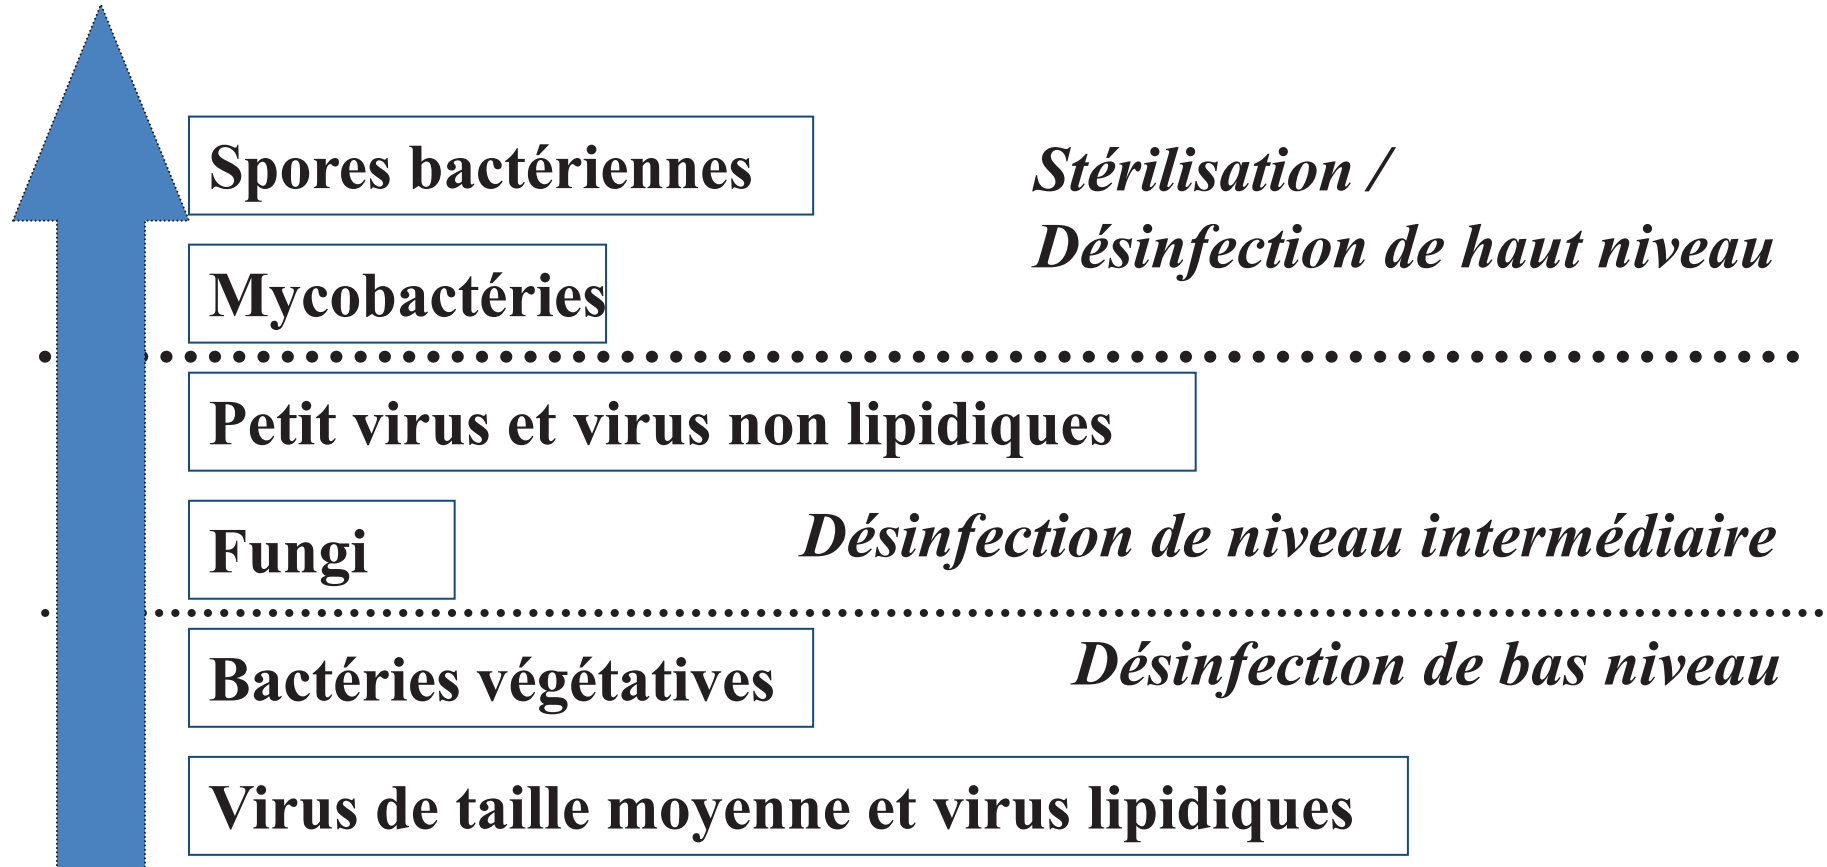 Spores bactériennes
Stérilisation /
Désinfection de haut niveau
Mycobactéries
Petit virus et virus non lipidiques
Fungi
Désinfection de niveau intermédiaire
Bactéries végétatives
Désinfection de bas niveau
Virus de taille moyenne et virus lipidiques